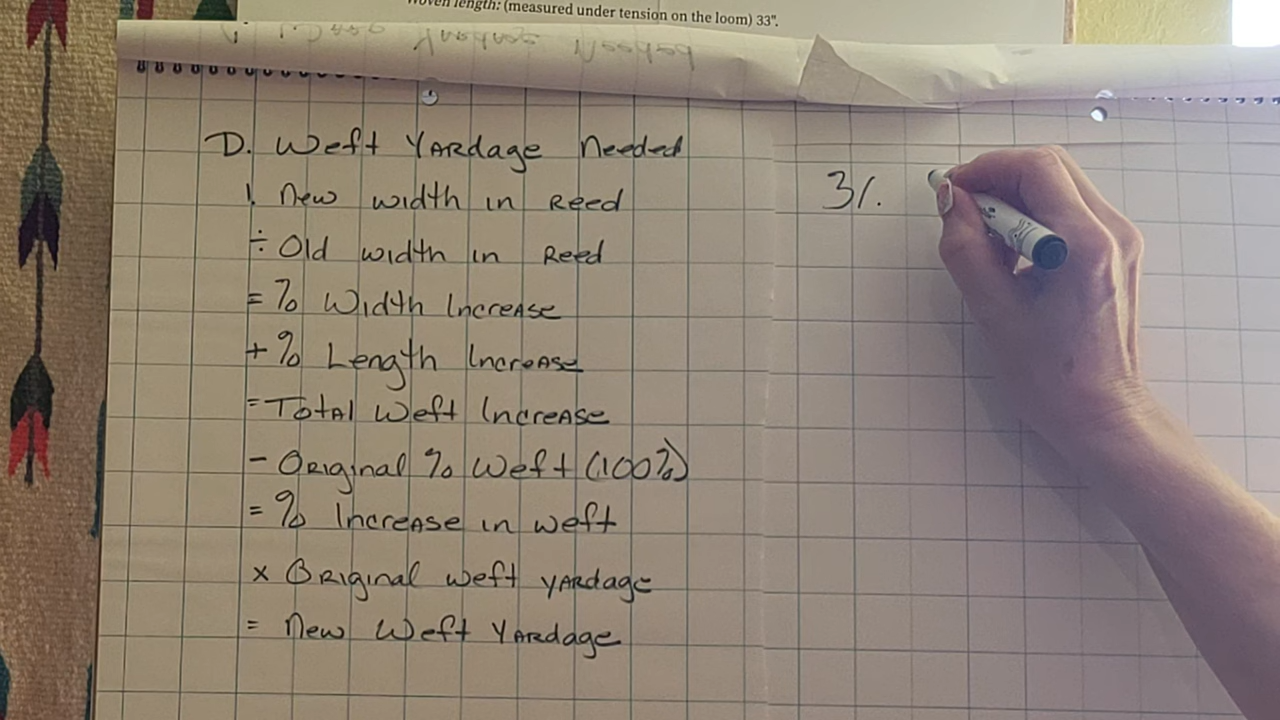 Woven length: (measured under tension on the loom) 33".
D. Weft Yardage Needed
1. New width in Reed
÷ Old width in Reed
= % Width Increase
+ % Length Increase
= Total Weft Increase
- Original % Weft (100%)
= % Increase in weft
x Original weft yardage
= New Weft Yardage
31.